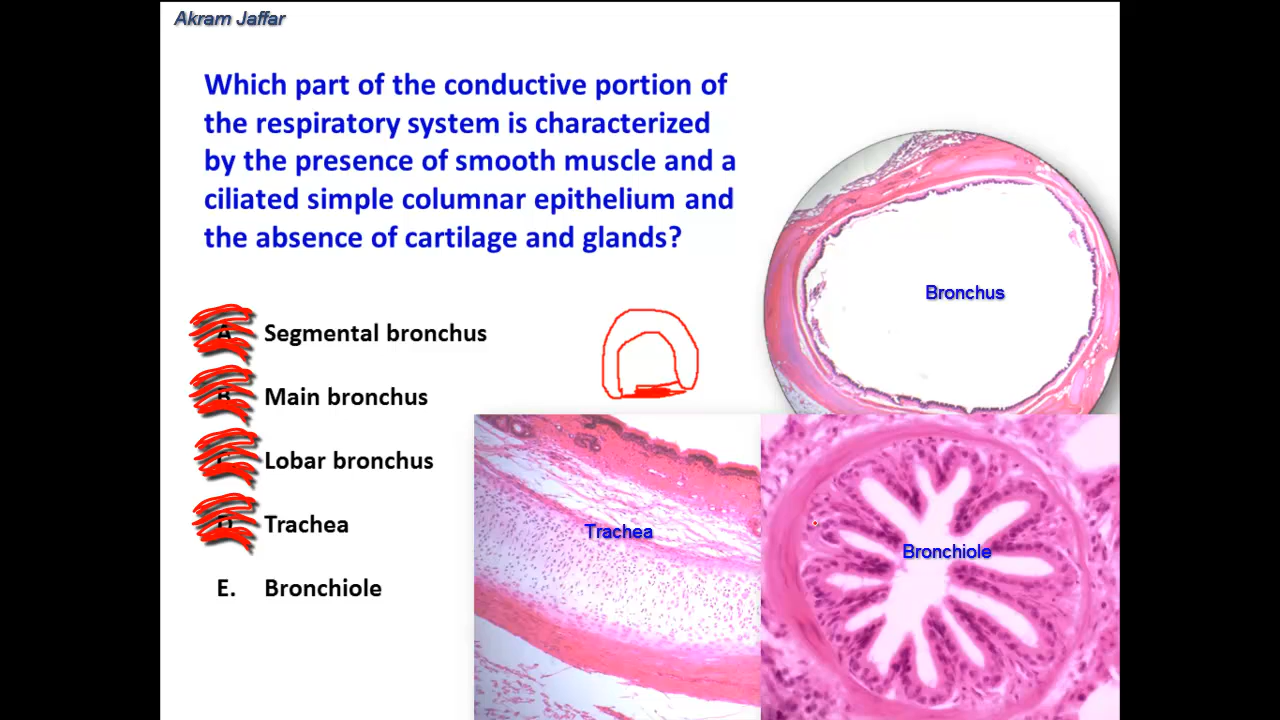 Akram Jaffar
Which part of the conductive portion of
the respiratory system is characterized
by the presence of smooth muscle and a
ciliated simple columnar epithelium and
the absence of cartilage and glands?
Segmental bronchus
Main bronchus
Lobar bronchus
Trachea
E. Bronchiole
Bronchus
Trachea
Bronchiole